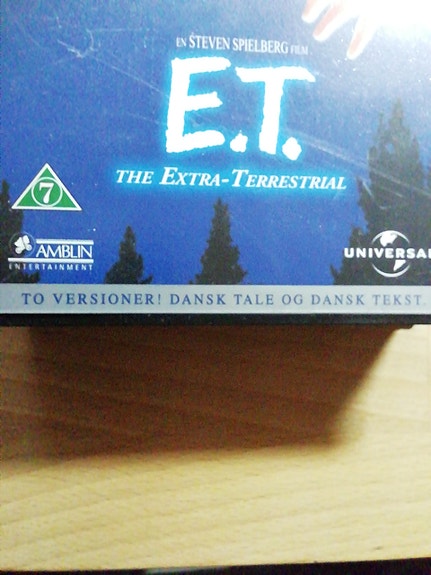 EN STEVEN SPIELBERG FILM
E.T.
THE EXTRA-TERRESTRIAL
7
AMBLIN
ENTERTAINMENT
UNIVERSAL
TO VERSIONER! DANSK TALE OG DANSK TEKST.